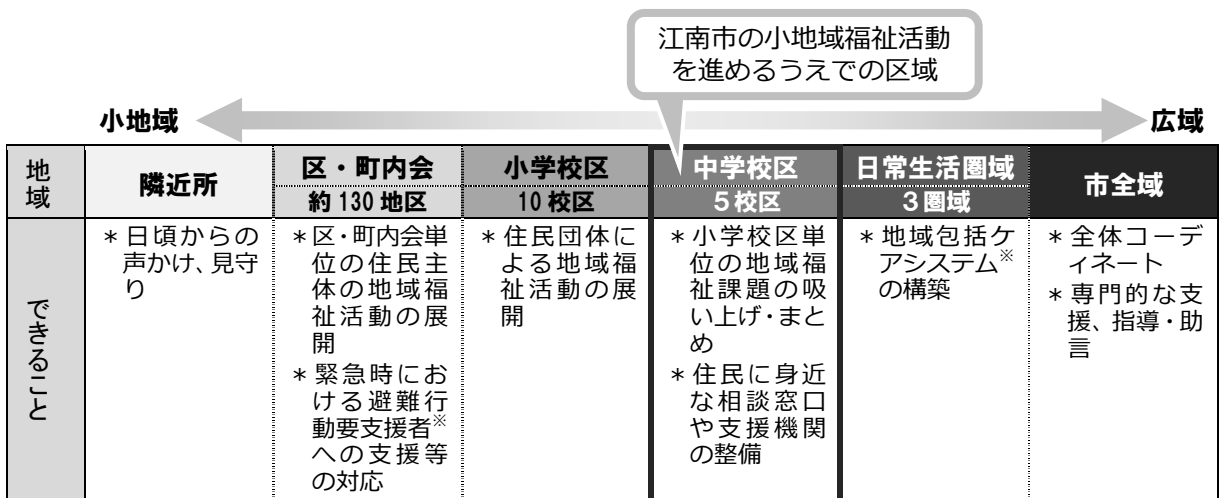 江南市の小地域福祉活動
を進めるうえでの区域
小地域
広域
地域
隣近所
区・町内会
約130地区
小学校区
10校区
中学校区
5校区
日常生活圏域
3圏域
市全域
できること
＊日頃からの
声かけ、見守
り
＊区・町内会単
位の住民主
体の地域福
祉活動の展
開
＊緊急時にお
ける避難行
動要支援者※
への支援等
の対応
＊住民団体に
よる地域福
祉活動の展
開
＊小学校区単
位の地域福
祉課題の吸
い上げ・まと
め
＊住民に身近
な相談窓口
や支援機関
の整備
＊地域包括ケ
アシステム※
の構築
＊全体コーデ
ィネート
＊専門的な支
援、指導・助
言